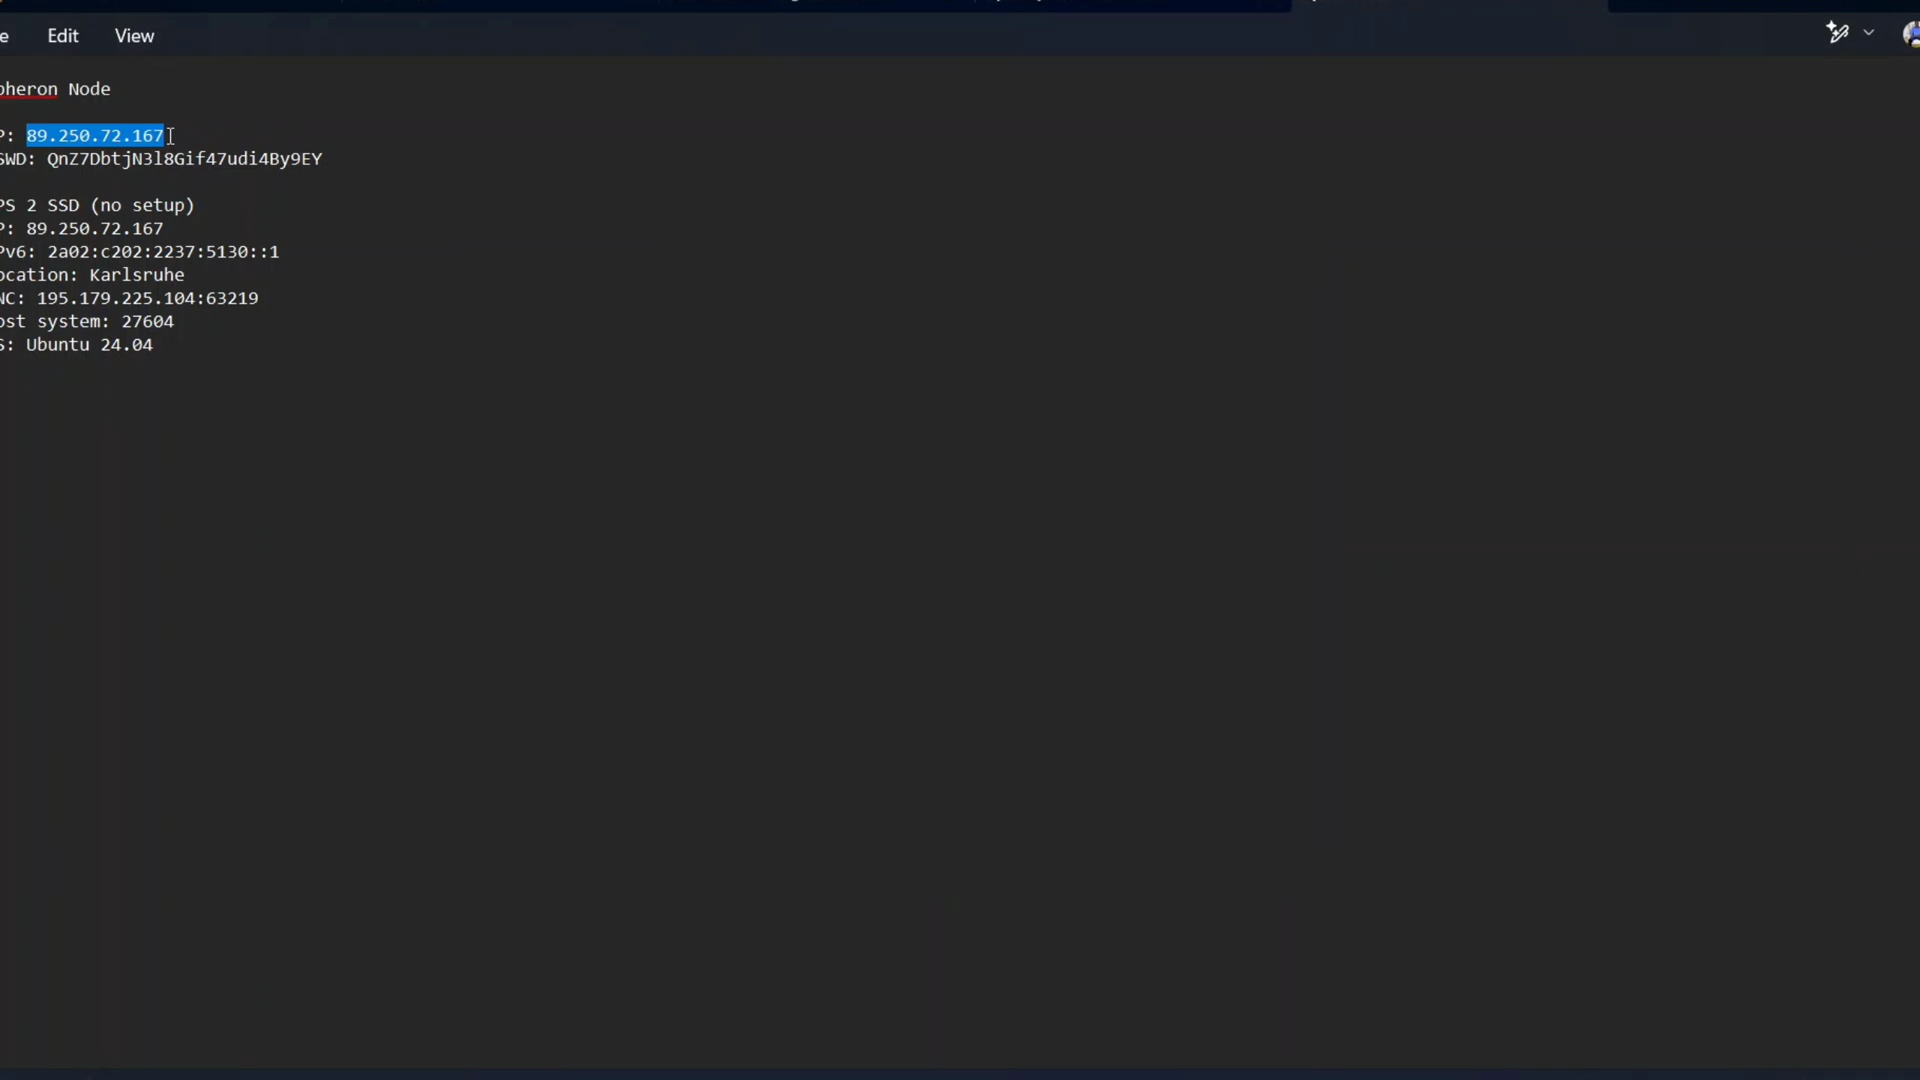 e Edit View
pheron Node
P: 89.250.72.167
SWD: QnZ7DbtjN3l8Gif47udi4By9EY
PS 2 SSD (no setup)
P: 89.250.72.167
Pv6: 2a02:c202:2237:5130::1
ocation: Karlsruhe
NC: 195.179.225.104:63219
ost system: 27604
S: Ubuntu 24.04